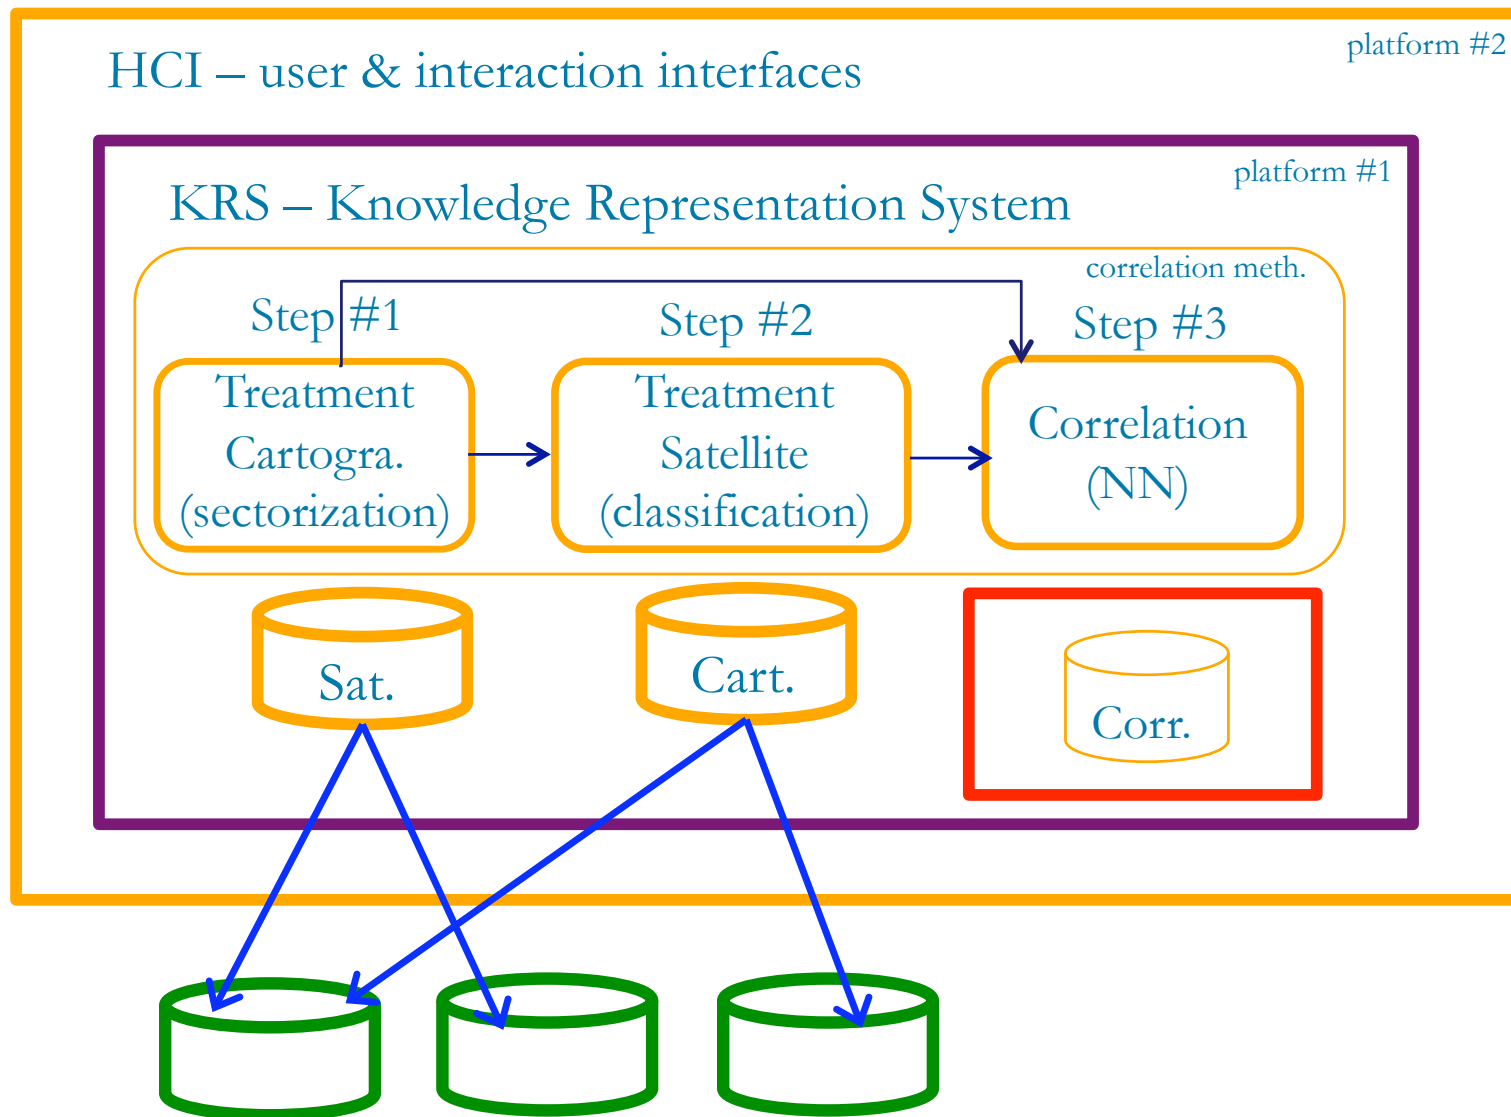 platform #2
HCI – user & interaction interfaces
platform #1
KRS – Knowledge Representation System
correlation meth.
Step #1
Step #2
Step #3
Treatment
Cartogra.
(sectorization)
Treatment
Satellite
(classification)
Correlation
(NN)
Sat.
Cart.
Corr.